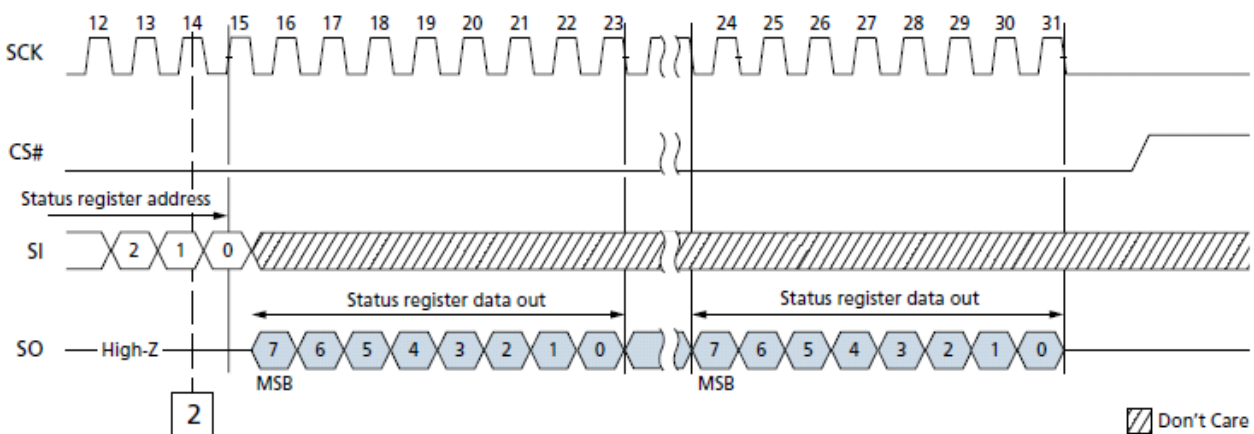 12 13 14 15 16 17 18 19 20 21 22 23 24 25 26 27 28 29 30 31
SCK
CS#
Status register address
SI 2 1 0
Status register data out Status register data out
SO High-Z 7 6 5 4 3 2 1 0 7 6 5 4 3 2 1 0
MSB MSB
2
Don't Care